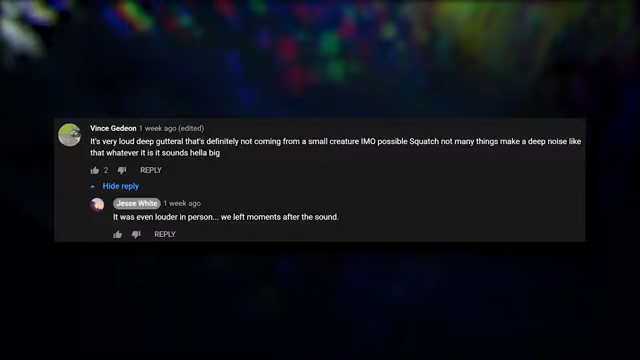 Vince Gedeon 1 week ago (edited)
It's very loud deep gutteral that's definitely not coming from a small creature IMO possible Squatch not many things make a deep noise like
that whatever it is it sounds hella big
2 REPLY
Hide reply
Jesse White 1 week ago
It was even louder in person... we left moments after the sound.
REPLY